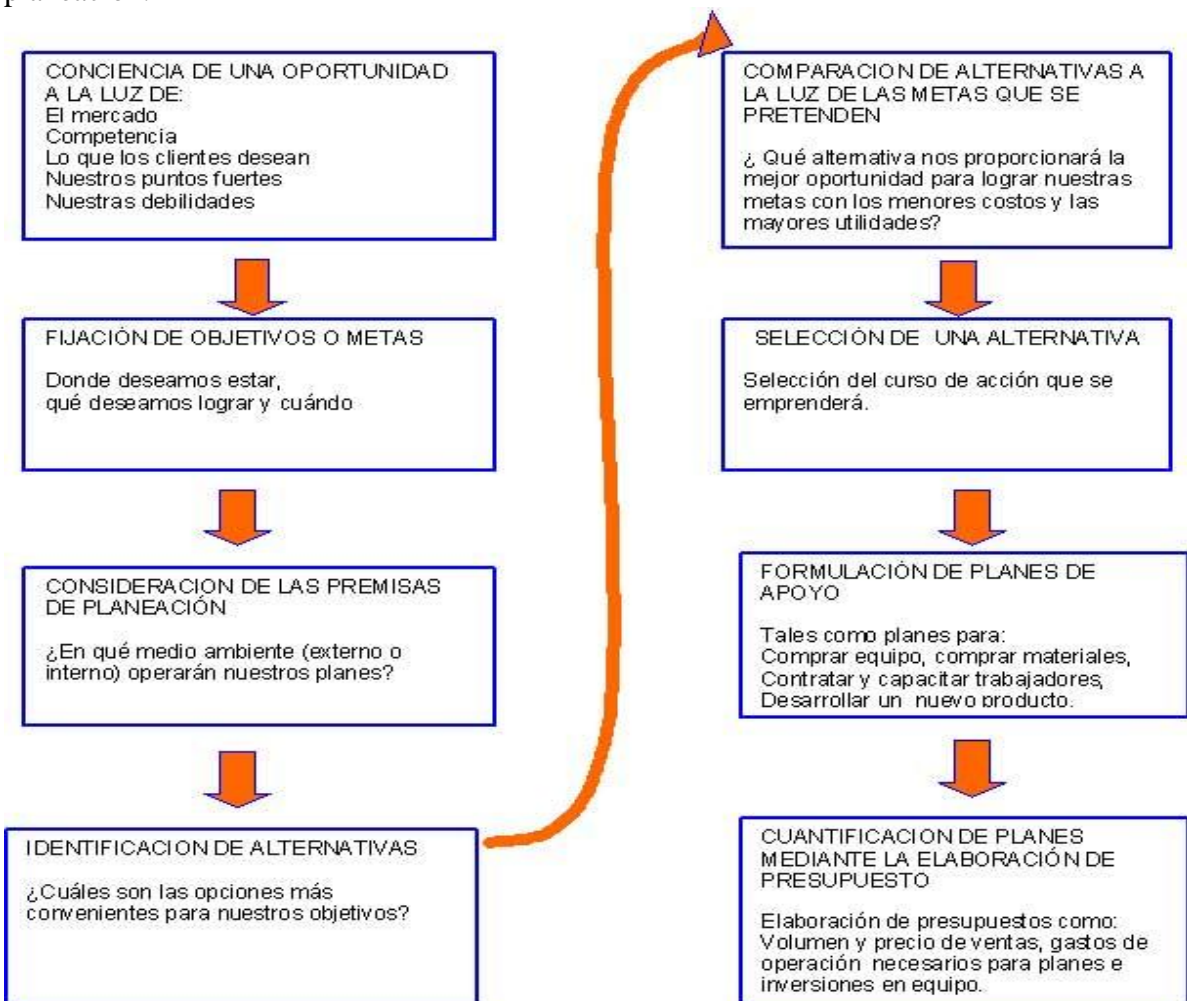 CONCIENCIA DE UNA OPORTUNIDAD
A LA LUZ DE:
El mercado
Competencia
Lo que los clientes desean
Nuestros puntos fuertes
Nuestras debilidades
FIJACIÓN DE OBJETIVOS O METAS
Donde deseamos estar,
qué deseamos lograr y cuándo
CONSIDERACION DE LAS PREMISAS
DE PLANEACIÓN
¿En qué medio ambiente (externo o
interno) operarán nuestros planes?
IDENTIFICACION DE ALTERNATIVAS
¿Cuáles son las opciones más
convenientes para nuestros objetivos?
COMPARACION DE ALTERNATIVAS A
LA LUZ DE LAS METAS QUE SE
PRETENDEN
¿ Qué alternativa nos proporcionará la
mejor oportunidad para lograr nuestras
metas con los menores costos y las
mayores utilidades?
SELECCIÓN DE UNA ALTERNATIVA
Selección del curso de acción que se
emprenderá.
FORMULACIÓN DE PLANES DE
APOYO
Tales como planes para:
Comprar equipo, comprar materiales,
Contratar y capacitar trabajadores,
Desarrollar un nuevo producto.
CUANTIFICACION DE PLANES
MEDIANTE LA ELABORACIÓN DE
PRESUPUESTO
Elaboración de presupuestos como:
Volumen y precio de ventas, gastos de
operación necesarios para planes e
inversiones en equipo.